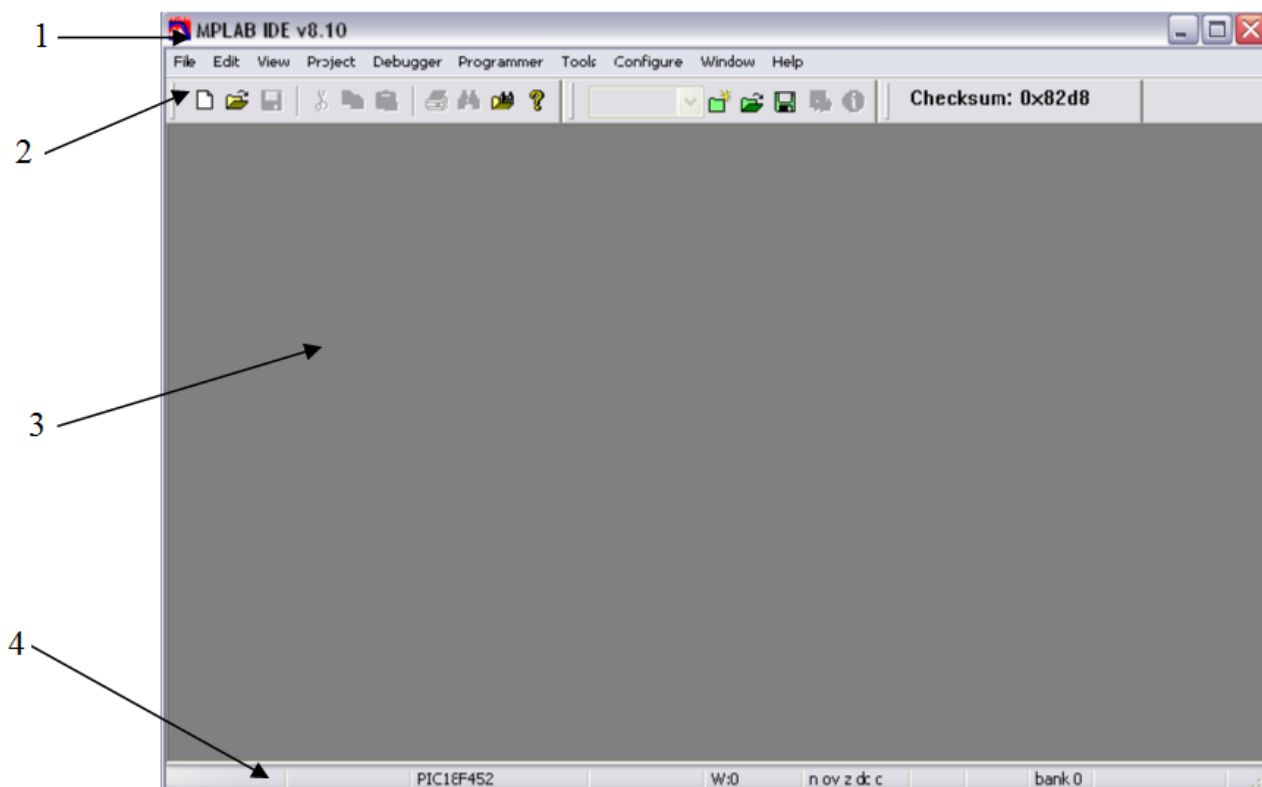 1
MPLAB IDE v8.10
File Edit View Project Debugger Programmer Tools Configure Window Help
2
Checksum: 0x82d8
3
4
PIC18F452 W:0 n ov z dc c bank 0